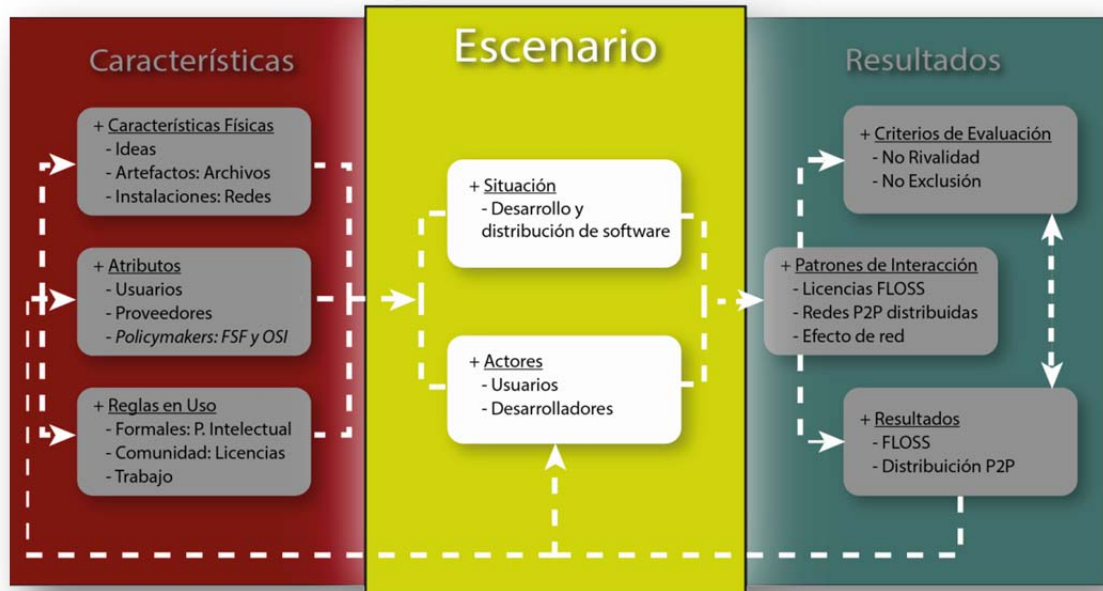 Características
+ Características Físicas
- Ideas
- Artefactos: Archivos
- Instalaciones: Redes
+ Atributos
- Usuarios
- Proveedores
- Policymakers: FSF y OSI
+ Reglas en Uso
- Formales: P. Intelectual
- Comunidad: Licencias
- Trabajo
Escenario
+ Situación
- Desarrollo y
distribución de software
+ Actores
- Usuarios
- Desarrolladores
Resultados
+ Criterios de Evaluación
- No Rivalidad
- No Exclusión
+ Patrones de Interacción
- Licencias FLOSS
- Redes P2P distribuidas
- Efecto de red
+ Resultados
- FLOSS
- Distribuición P2P